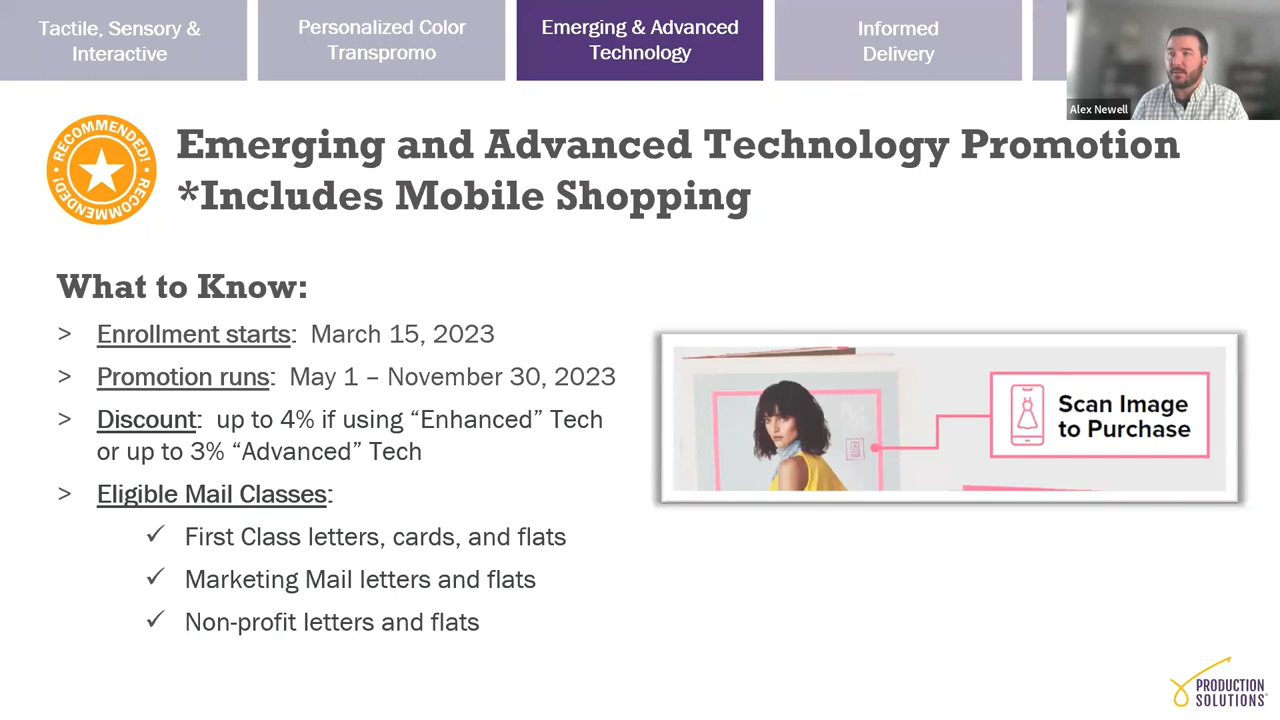 Tactile, Sensory &
Interactive
Personalized Color
Transpromo
Emerging & Advanced
Technology
Informed
Delivery
Alex Newell
RECOMMENDED!
RECOMMENDED!
Emerging and Advanced Technology Promotion
*Includes Mobile Shopping
What to Know:
> Enrollment starts: March 15, 2023
> Promotion runs: May 1 – November 30, 2023
> Discount: up to 4% if using “Enhanced” Tech
or up to 3% “Advanced” Tech
> Eligible Mail Classes:
✓ First Class letters, cards, and flats
✓ Marketing Mail letters and flats
✓ Non-profit letters and flats
Scan Image
to Purchase
PRODUCTION
SOLUTIONS